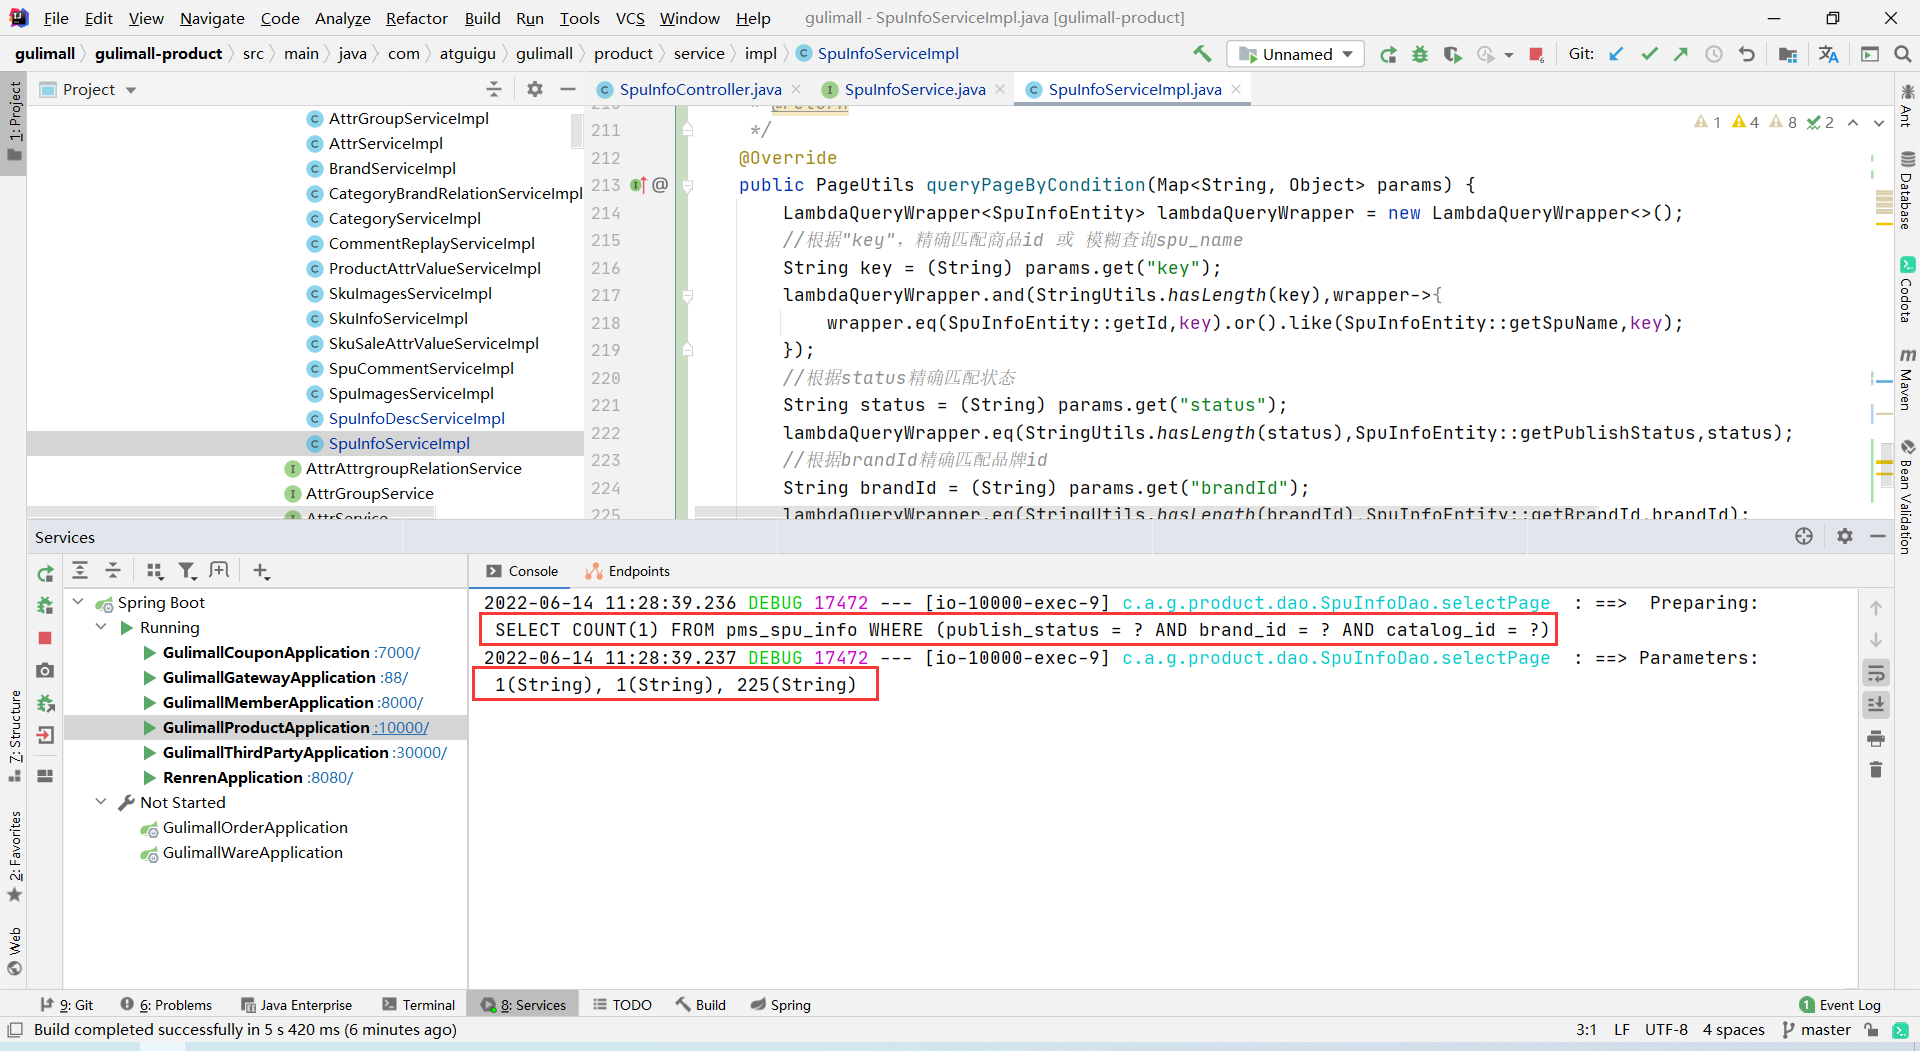 File Edit View Navigate Code Analyze Refactor Build Run Tools VCS Window Help gulimall - SpuInfoServiceImpl.java [gulimall-product]
gulimall gulimall-product src main java com atguigu gulimall product service impl SpuInfoServiceImpl Unnamed Git:
Project SpuInfoController.java SpuInfoService.java SpuInfoServiceImpl.java
1: Project
AttrGroupServiceImpl
AttrServiceImpl
BrandServiceImpl
CategoryBrandRelationServiceImpl
CategoryServiceImpl
CommentReplayServiceImpl
ProductAttrValueServiceImpl
SkuImagesServiceImpl
SkuInfoServiceImpl
SkuSaleAttrValueServiceImpl
SpuCommentServiceImpl
SpuImagesServiceImpl
SpuInfoDescServiceImpl
SpuInfoServiceImpl
AttrAttrgroupRelationService
AttrGroupService
AttrService
210 * @return
211 */
212 @Override
213 public PageUtils queryPageByCondition(Map<String, Object> params) {
214 LambdaQueryWrapper<SpuInfoEntity> lambdaQueryWrapper = new LambdaQueryWrapper<>();
215 //根据"key"，精确匹配商品id 或 模糊查询spu_name
216 String key = (String) params.get("key");
217 lambdaQueryWrapper.and(StringUtils.hasLength(key),wrapper->{
218 wrapper.eq(SpuInfoEntity::getId,key).or().like(SpuInfoEntity::getSpuName,key);
219 });
220 //根据status精确匹配状态
221 String status = (String) params.get("status");
222 lambdaQueryWrapper.eq(StringUtils.hasLength(status),SpuInfoEntity::getPublishStatus,status);
223 //根据brandId精确匹配品牌id
224 String brandId = (String) params.get("brandId");
225 lambdaQueryWrapper.eq(StringUtils.hasLength(brandId),SpuInfoEntity::getBrandId,brandId);
1 4 8 2
Ant
Database
Codota
Maven
Bean Validation
Services
Console Endpoints
Spring Boot
Running
GulimallCouponApplication :7000/
GulimallGatewayApplication :88/
GulimallMemberApplication :8000/
GulimallProductApplication :10000/
GulimallThirdPartyApplication :30000/
RenrenApplication :8080/
Not Started
GulimallOrderApplication
GulimallWareApplication
2022-06-14 11:28:39.236 DEBUG 17472 --- [io-10000-exec-9] c.a.g.product.dao.SpuInfoDao.selectPage : ==> Preparing:
SELECT COUNT(1) FROM pms_spu_info WHERE (publish_status = ? AND brand_id = ? AND catalog_id = ?)
2022-06-14 11:28:39.237 DEBUG 17472 --- [io-10000-exec-9] c.a.g.product.dao.SpuInfoDao.selectPage : ==> Parameters:
1(String), 1(String), 225(String)
7: Structure
2: Favorites
Web
9: Git 6: Problems Java Enterprise Terminal 8: Services TODO Build Spring 1 Event Log
Build completed successfully in 5 s 420 ms (6 minutes ago) 3:1 LF UTF-8 4 spaces master